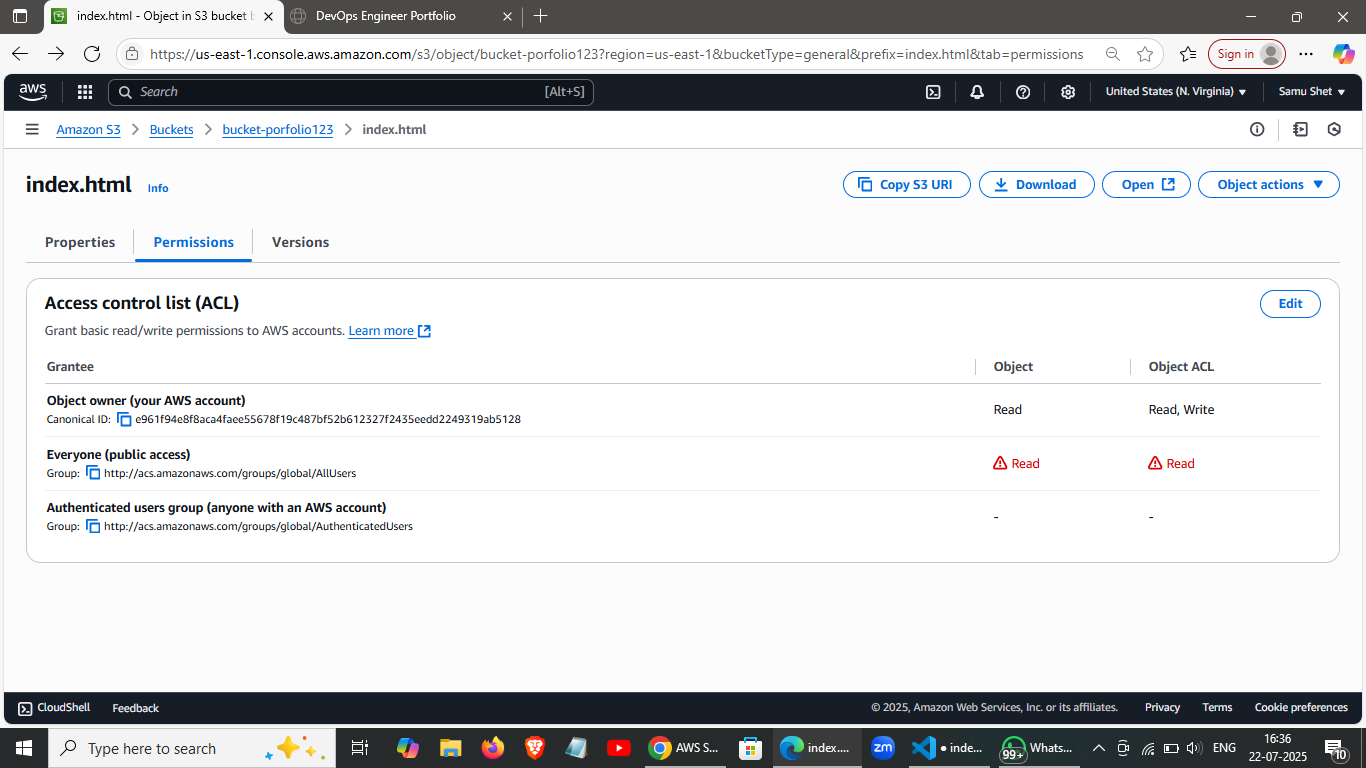 index.html - Object in S3 bucket b
DevOps Engineer Portfolio
https://us-east-1.console.aws.amazon.com/s3/object/bucket-porfolio123?region=us-east-1&bucketType=general&prefix=index.html&tab=permissions
Sign in
aws
Search
[Alt+S]
United States (N. Virginia)
Samu Shet
Amazon S3
Buckets
bucket-porfolio123
index.html
index.html
Info
Copy S3 URI
Download
Open
Object actions
Properties
Permissions
Versions
Access control list (ACL)
Edit
Grant basic read/write permissions to AWS accounts. Learn more
Grantee
Object
Object ACL
Object owner (your AWS account)
Canonical ID: e961f94e8f8aca4faee55678f19c487bf52b612327f2435eedd2249319ab5128
Read
Read, Write
Everyone (public access)
Group: http://acs.amazonaws.com/groups/global/AllUsers
Read
Read
Authenticated users group (anyone with an AWS account)
Group: http://acs.amazonaws.com/groups/global/AuthenticatedUsers
-
-
CloudShell
Feedback
© 2025, Amazon Web Services, Inc. or its affiliates.
Privacy
Terms
Cookie preferences
Type here to search
AWS S...
index....
zm
● inde...
99+
Whats...
ENG
16:36
22-07-2025
10